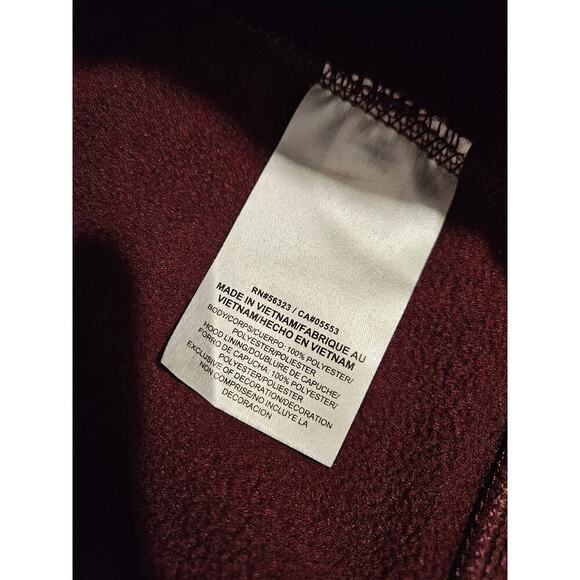 RN#56323 / CA#05553
MADE IN VIETNAM/FABRIQUE AU
VIETNAM/HECHO EN VIETNAM
BODY/CORPS/CUERPO: 100% POLYESTER/
POLYESTER/POLIESTER
HOOD LINING/DOUBLURE DE CAPUCHE/
FORRO DE CAPUCHA: 100% POLYESTER/
POLYESTER/POLIESTER
EXCLUSIVE OF DECORATION/DECORATION
NON COMPRISE/NO INCLUYE LA
DECORACION